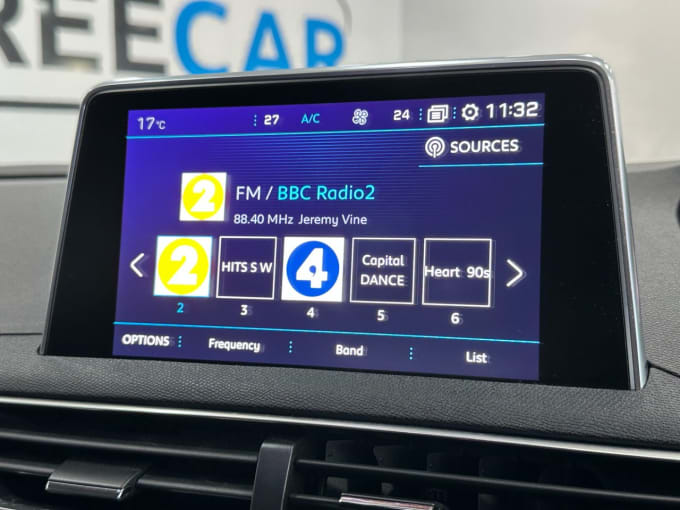 REECAR
17°C
27 A/C 24 11:32
SOURCES
2 FM / BBC Radio2
88.40 MHz Jeremy Vine
2 HITS S W 4 Capital DANCE Heart 90s
2 3 4 5 6
OPTIONS Frequency Band List